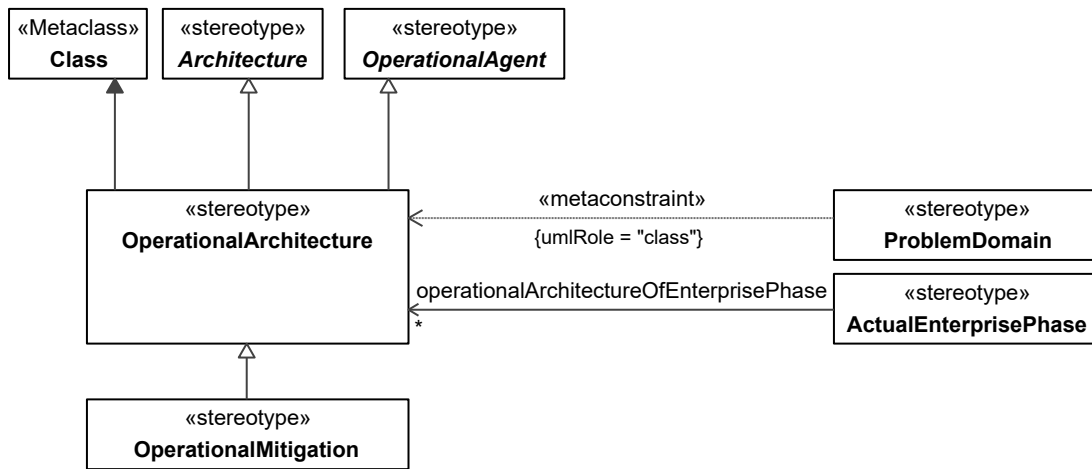 «Metaclass»
Class
«stereotype»
Architecture
«stereotype»
OperationalAgent
«stereotype»
OperationalArchitecture
«metaconstraint»
{umlRole = "class"}
«stereotype»
ProblemDomain
operationalArchitectureOfEnterprisePhase
*
«stereotype»
ActualEnterprisePhase
«stereotype»
OperationalMitigation